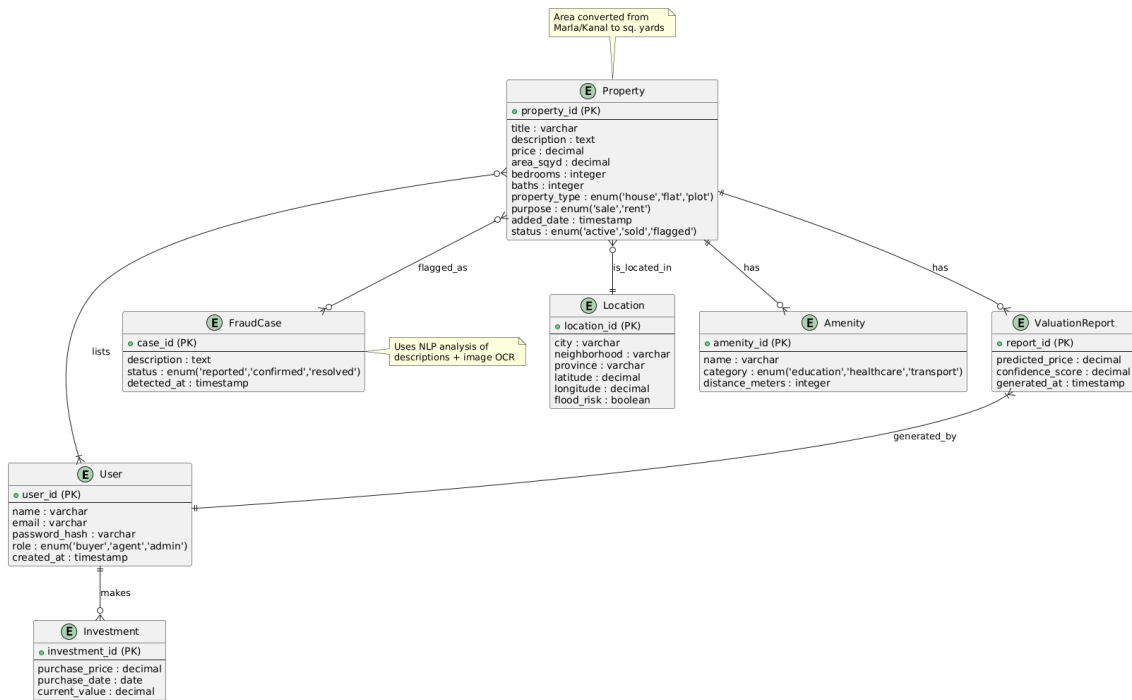 Area converted from
Marla/Kanal to sq. yards
E Property
property_id (PK)
title : varchar
description : text
price : decimal
area_sqyd : decimal
bedrooms : integer
baths : integer
property_type : enum('house','flat','plot')
purpose : enum('sale','rent')
added_date : timestamp
status : enum('active','sold','flagged')
flagged_as
is_located_in
has
has
E FraudCase
case_id (PK)
description : text
status : enum('reported','confirmed','resolved')
detected_at : timestamp
Uses NLP analysis of
descriptions + image OCR
E Location
location_id (PK)
city : varchar
neighborhood : varchar
province : varchar
latitude : decimal
longitude : decimal
flood_risk : boolean
E Amenity
amenity_id (PK)
name : varchar
category : enum('education','healthcare','transport')
distance_meters : integer
E ValuationReport
report_id (PK)
predicted_price : decimal
confidence_score : decimal
generated_at : timestamp
lists
generated_by
E User
user_id (PK)
name : varchar
email : varchar
password_hash : varchar
role : enum('buyer','agent','admin')
created_at : timestamp
makes
E Investment
investment_id (PK)
purchase_price : decimal
purchase_date : date
current_value : decimal